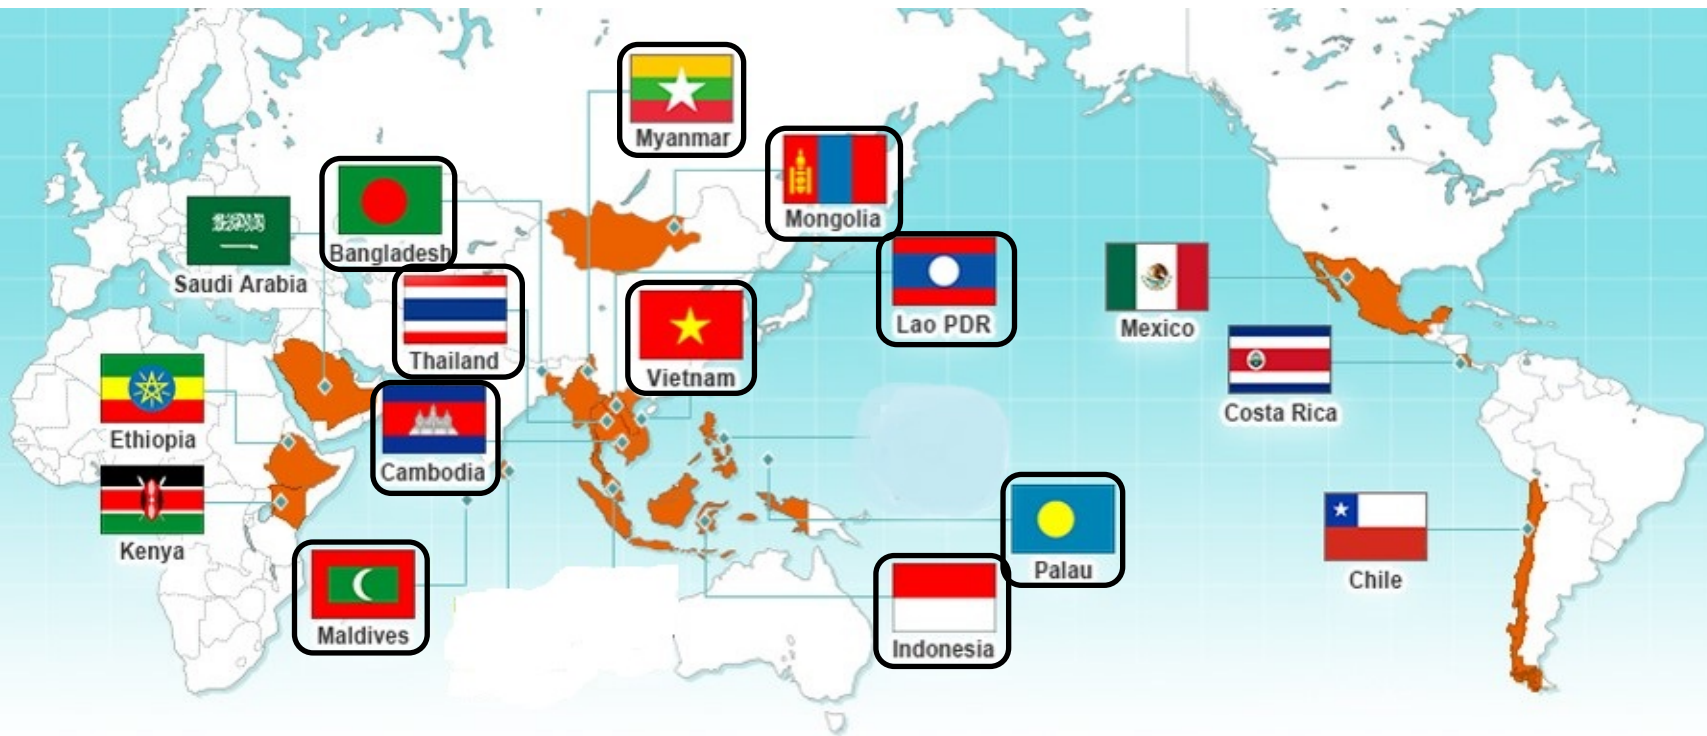 Myanmar
Mongolia
Bangladesh
Saudi Arabia
Lao PDR
Mexico
Thailand
Vietnam
Costa Rica
Ethiopia
Cambodia
Kenya
Palau
Chile
Maldives
Indonesia